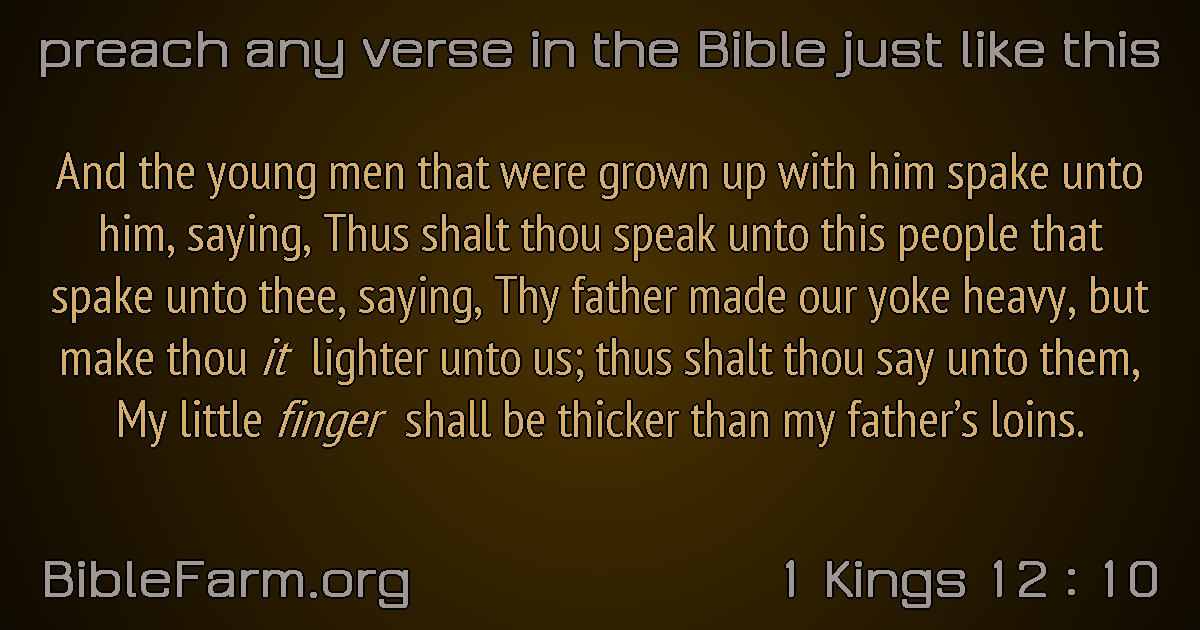 preach any verse in the Bible just like this
And the young men that were grown up with him spake unto
him, saying, Thus shalt thou speak unto this people that
spake unto thee, saying, Thy father made our yoke heavy, but
make thou it lighter unto us; thus shalt thou say unto them,
My little finger shall be thicker than my father’s loins.
BibleFarm.org
1 Kings 12 : 10